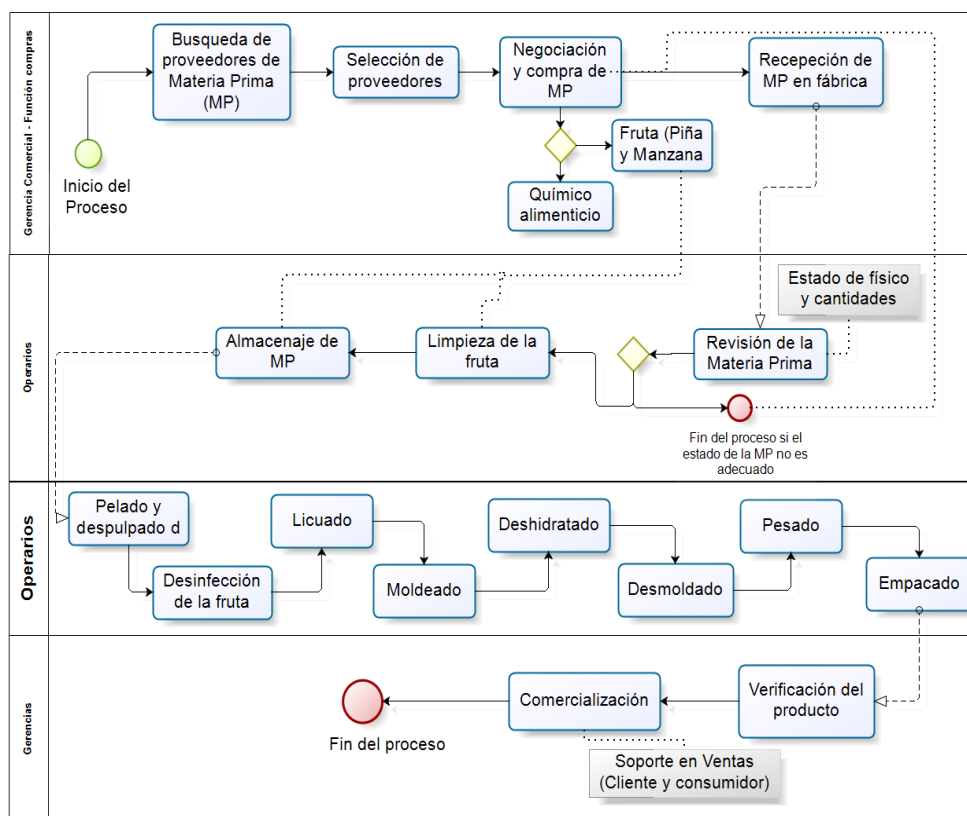 Gerencia Comercial - Función compras
Busqueda de
proveedores de
Materia Prima
(MP)
Selección de
proveedores
Negociación
y compra de
MP
Recepeción de
MP en fábrica
Fruta (Piña
y Manzana
Químico
alimenticio
Inicio del
Proceso
Operarios
Estado de físico
y cantidades
Almacenaje de
MP
Limpieza de la
fruta
Revisión de la
Materia Prima
Fin del proceso si el
estado de la MP no es
adecuado
Operarios
Pelado y
despulpado d
Licuado
Deshidratado
Pesado
Desinfección
de la fruta
Moldeado
Desmoldado
Empacado
Gerencias
Fin del proceso
Comercialización
Verificación del
producto
Soporte en Ventas
(Cliente y consumidor)